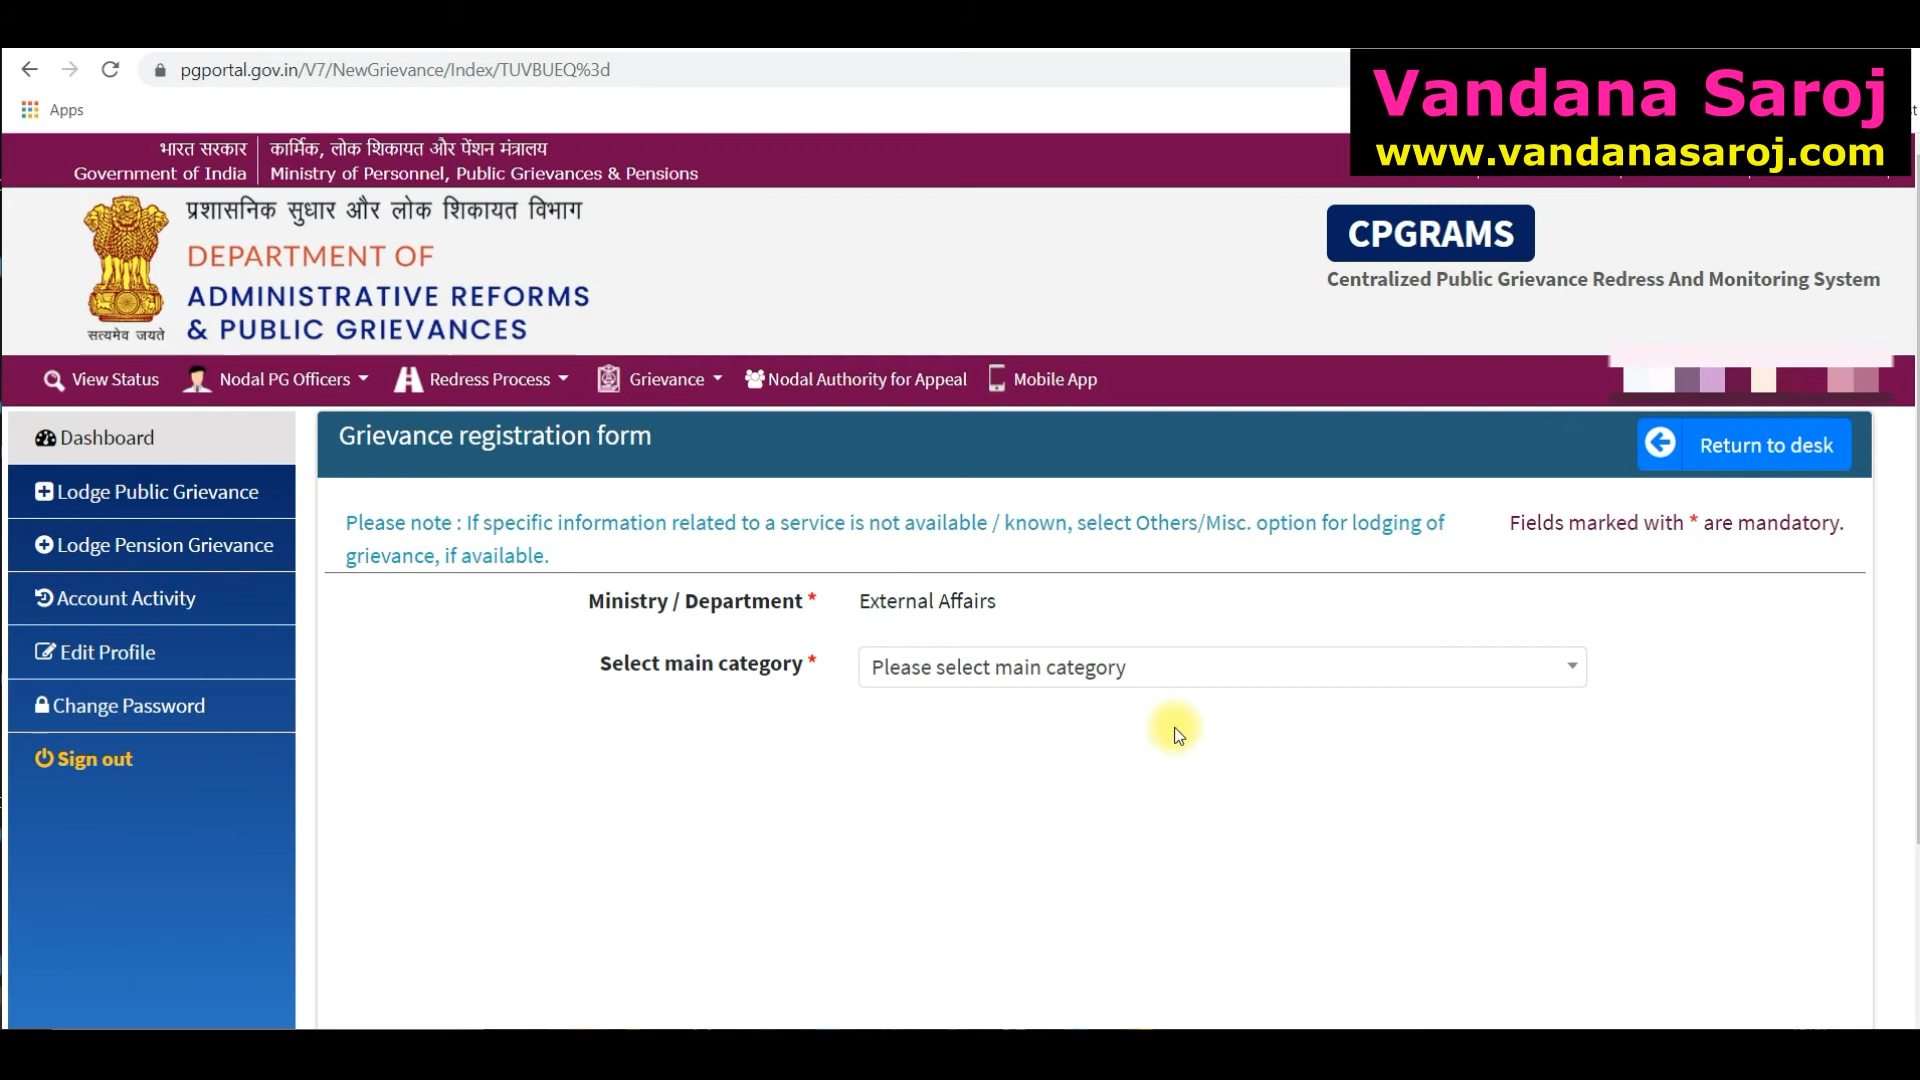 pgportal.gov.in/V7/NewGrievance/Index/TUVBUEQ%3d
Apps
Vandana Saroj
www.vandanasaroj.com
भारत सरकार
Government of India
कार्मिक, लोक शिकायत और पेंशन मंत्रालय
Ministry of Personnel, Public Grievances & Pensions
सत्यमेव जयते
प्रशासनिक सुधार और लोक शिकायत विभाग
DEPARTMENT OF
ADMINISTRATIVE REFORMS
& PUBLIC GRIEVANCES
CPGRAMS
Centralized Public Grievance Redress And Monitoring System
View Status Nodal PG Officers Redress Process Grievance Nodal Authority for Appeal Mobile App
Dashboard
Lodge Public Grievance
Lodge Pension Grievance
Account Activity
Edit Profile
Change Password
Sign out
Grievance registration form
Return to desk
Please note : If specific information related to a service is not available / known, select Others/Misc. option for lodging of
grievance, if available.
Fields marked with * are mandatory.
Ministry / Department * External Affairs
Select main category * Please select main category